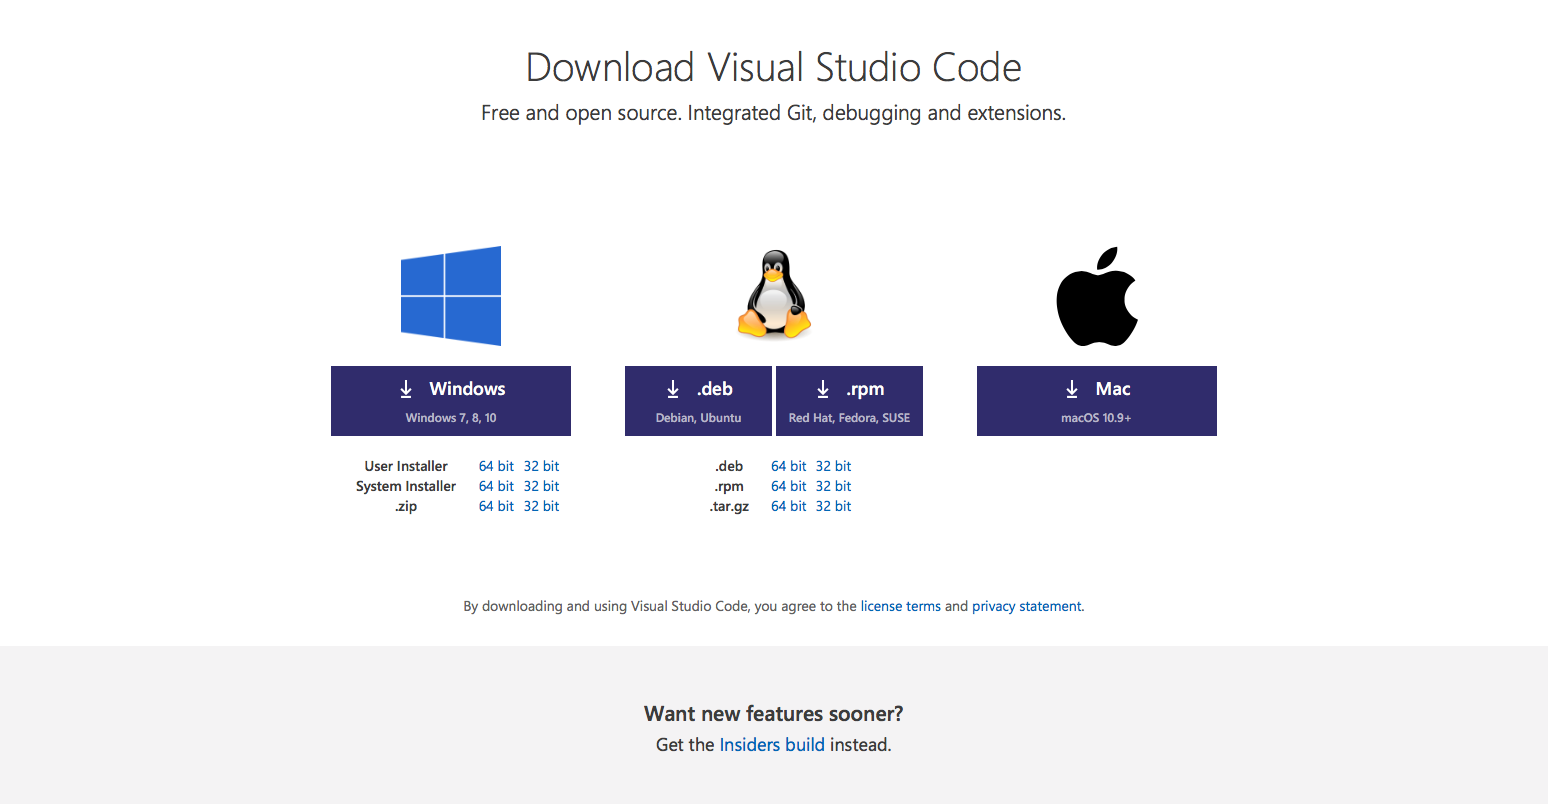 Download Visual Studio Code
Free and open source. Integrated Git, debugging and extensions.
Windows
Windows 7, 8, 10
User Installer 64 bit 32 bit
System Installer 64 bit 32 bit
.zip 64 bit 32 bit
.deb
Debian, Ubuntu
.rpm
Red Hat, Fedora, SUSE
.deb 64 bit 32 bit
.rpm 64 bit 32 bit
.tar.gz 64 bit 32 bit
Mac
macOS 10.9+
By downloading and using Visual Studio Code, you agree to the license terms and privacy statement.
Want new features sooner?
Get the Insiders build instead.